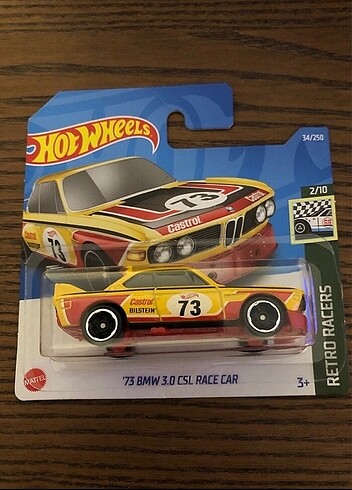 HOT WHEELS
34/250
2/10
73
Castrol
73
Castrol
BILSTEIN
73
RETRO RACERS
MATTEL
'73 BMW 3.0 CSL RACE CAR
3+